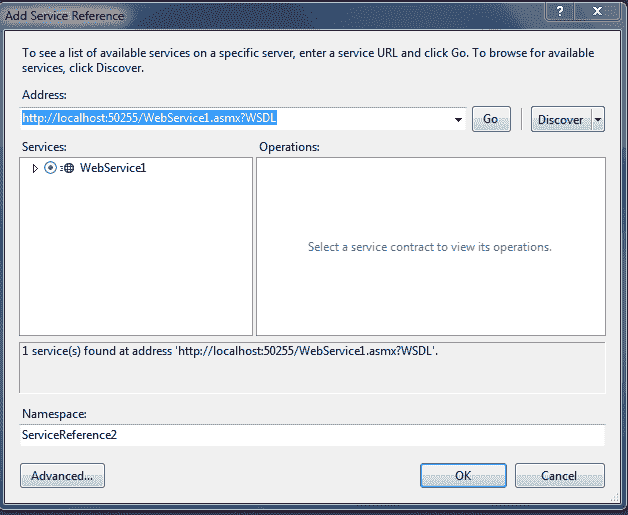 Add Service Reference
To see a list of available services on a specific server, enter a service URL and click Go. To browse for available
services, click Discover.
Address:
http://localhost:50255/WebService1.asmx?WSDL
Go
Discover
Services:
Operations:
WebService1
Select a service contract to view its operations.
1 service(s) found at address 'http://localhost:50255/WebService1.asmx?WSDL'.
Namespace:
ServiceReference2
Advanced...
OK
Cancel